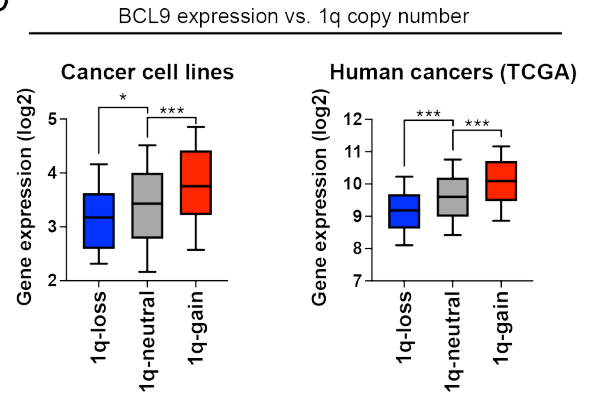 BCL9 expression vs. 1q copy number
Cancer cell lines
Gene expression (log2)
5
4
3
2
*
***
1q-loss
1q-neutral
1q-gain
Human cancers (TCGA)
Gene expression (log2)
12
11
10
9
8
7
***
***
1q-loss
1q-neutral
1q-gain